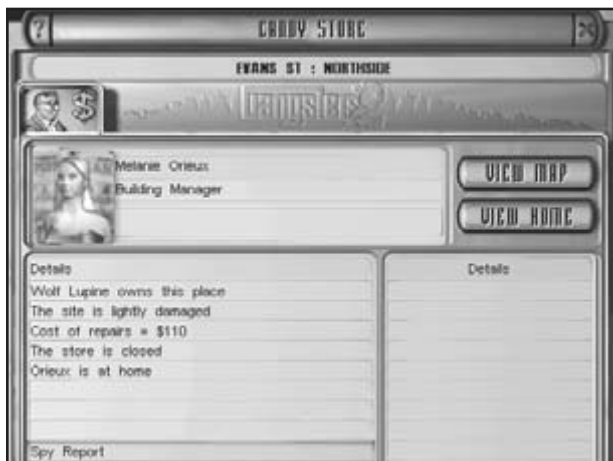 ?
CANDY STORE
EVANS ST : NORTHSIDE
$
Gangsters 2
Melanie Orieux
Building Manager
VIEW MAP
VIEW HOME
Details
Wolf Lupine owns this place
The site is lightly damaged
Cost of repairs = $110
The store is closed
Orieux is at home
Spy Report
Details